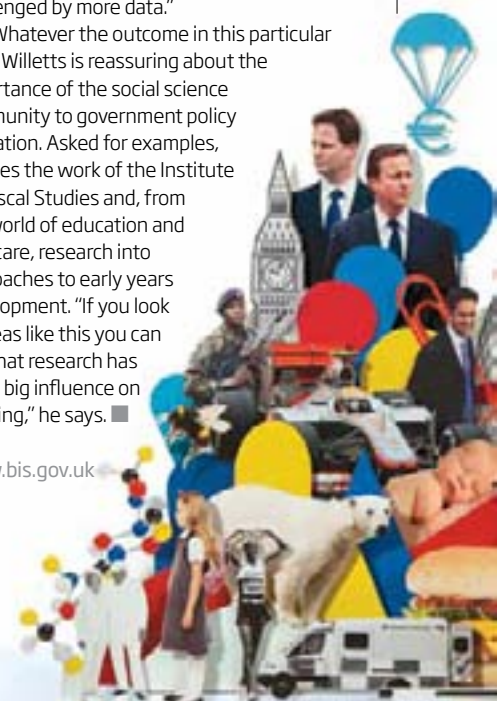 enged by more data.”
Whatever the outcome in this particular
Willetts is reassuring about the
rtance of the social science
munity to government policy
ation. Asked for examples,
es the work of the Institute
scal Studies and, from
world of education and
care, research into
oaches to early years
opment. “If you look
eas like this you can
hat research has
big influence on
ing,” he says. ■
.bis.gov.uk